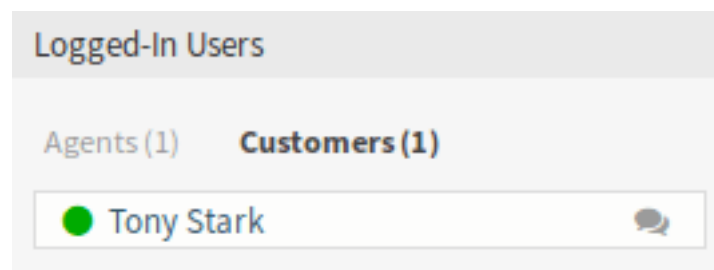 Logged-In Users
Agents (1) Customers (1)
Tony Stark